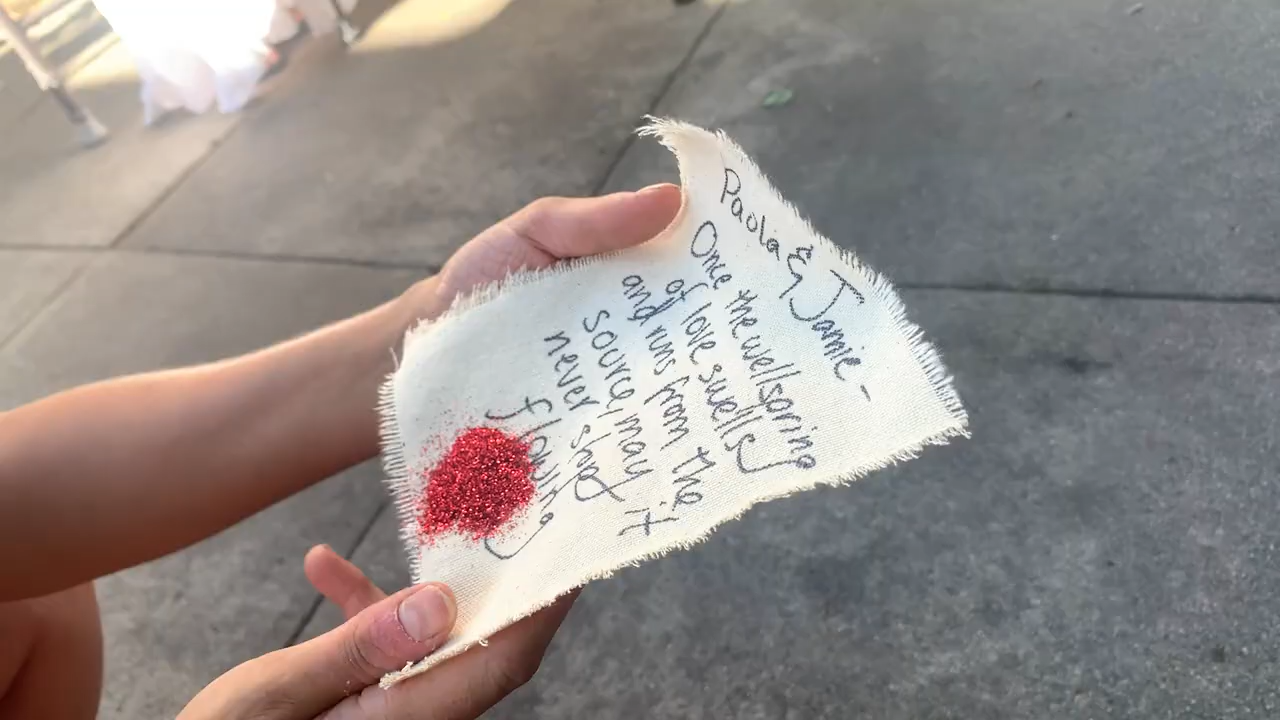 Paola & Jamie -
Once the wellspring
of love swells
and runs from the
source, may it
never stop
flowing